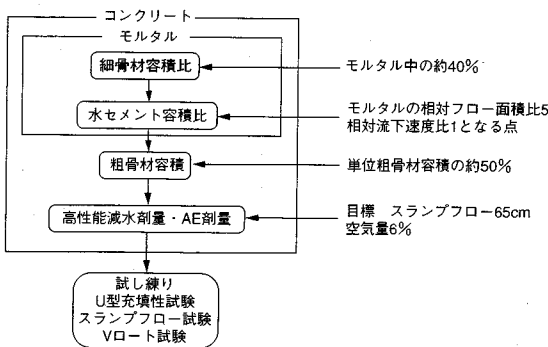 コンクリート
モルタル
細骨材容積比
モルタル中の約40%
水セメント容積比
モルタルの相対フロー面積比5
相対流下速度比1となる点
粗骨材容積
単位粗骨材容積の約50%
高性能減水剤量・AE剤量
目標 スランプフロー65cm
空気量6%
試し練り
U型充填性試験
スランプフロー試験
Vロート試験